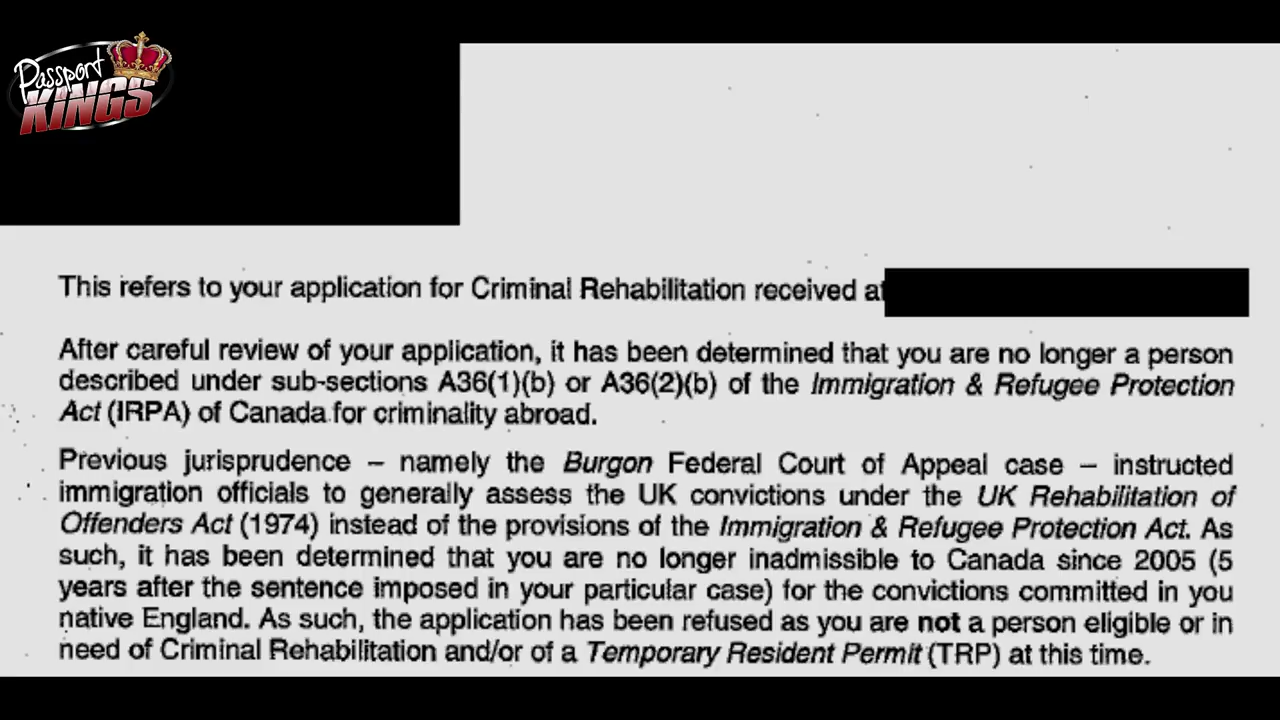 Passport
KINGS
This refers to your application for Criminal Rehabilitation received at
After careful review of your application, it has been determined that you are no longer a person
described under sub-sections A36(1)(b) or A36(2)(b) of the Immigration & Refugee Protection
Act (IRPA) of Canada for criminality abroad.
Previous jurisprudence – namely the Burgon Federal Court of Appeal case – instructed
immigration officials to generally assess the UK convictions under the UK Rehabilitation of
Offenders Act (1974) instead of the provisions of the Immigration & Refugee Protection Act. As
such, it has been determined that you are no longer inadmissible to Canada since 2005 (5
years after the sentence imposed in your particular case) for the convictions committed in you
native England. As such, the application has been refused as you are not a person eligible or in
need of Criminal Rehabilitation and/or of a Temporary Resident Permit (TRP) at this time.